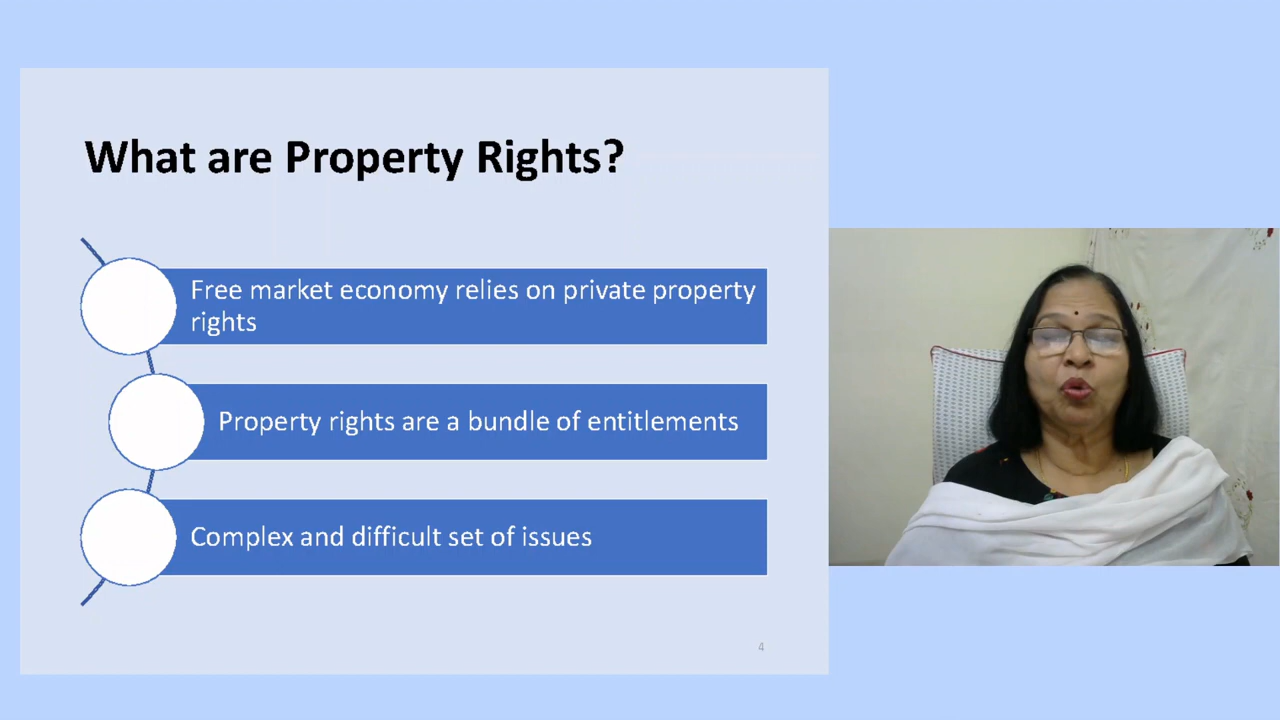 What are Property Rights?
Free market economy relies on private property
rights
Property rights are a bundle of entitlements
Complex and difficult set of issues
4